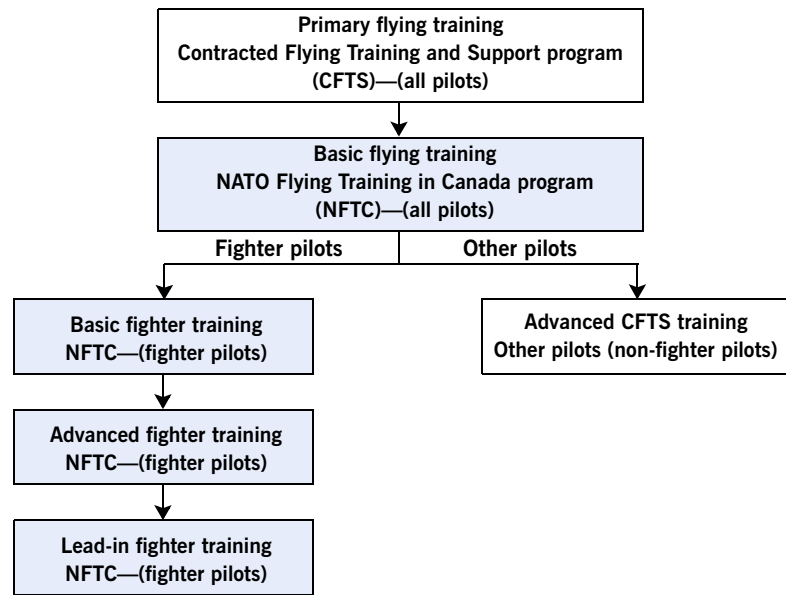 Primary flying training
Contracted Flying Training and Support program
(CFTS)—(all pilots)
Basic flying training
NATO Flying Training in Canada program
(NFTC)—(all pilots)
Fighter pilots
Other pilots
Basic fighter training
NFTC—(fighter pilots)
Advanced CFTS training
Other pilots (non-fighter pilots)
Advanced fighter training
NFTC—(fighter pilots)
Lead-in fighter training
NFTC—(fighter pilots)